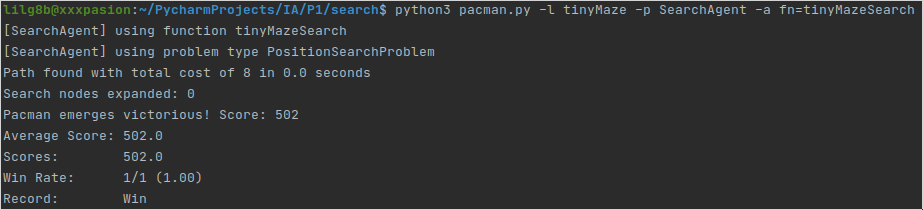 lilg8b@xxxpasion:~/PycharmProjects/IA/P1/search$ python3 pacman.py -l tinyMaze -p SearchAgent -a fn=tinyMazeSearch
[SearchAgent] using function tinyMazeSearch
[SearchAgent] using problem type PositionSearchProblem
Path found with total cost of 8 in 0.0 seconds
Search nodes expanded: 0
Pacman emerges victorious! Score: 502
Average Score: 502.0
Scores:        502.0
Win Rate:      1/1 (1.00)
Record:        Win